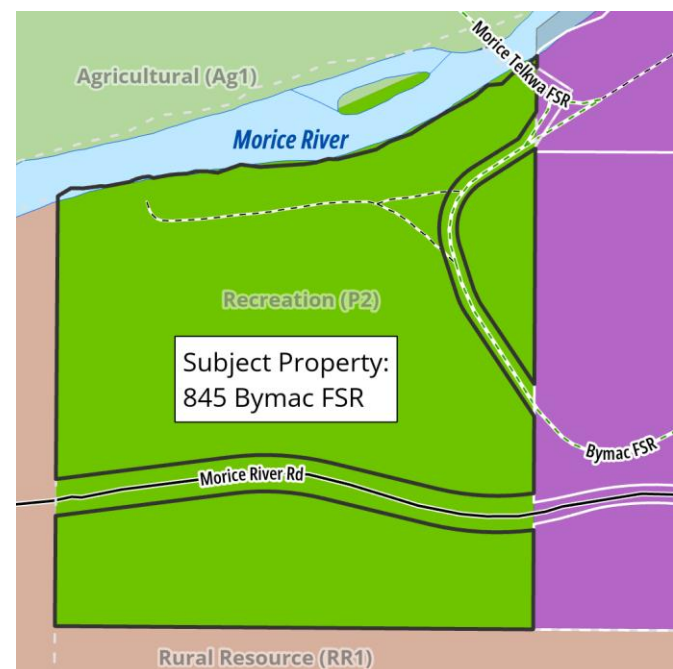 Morice Telkwa FSR
Agricultural (Ag1)
Morice River
Recreation (P2)
Subject Property:
845 Bymac FSR
Bymac FSR
Morice River Rd
Rural Resource (RR1)